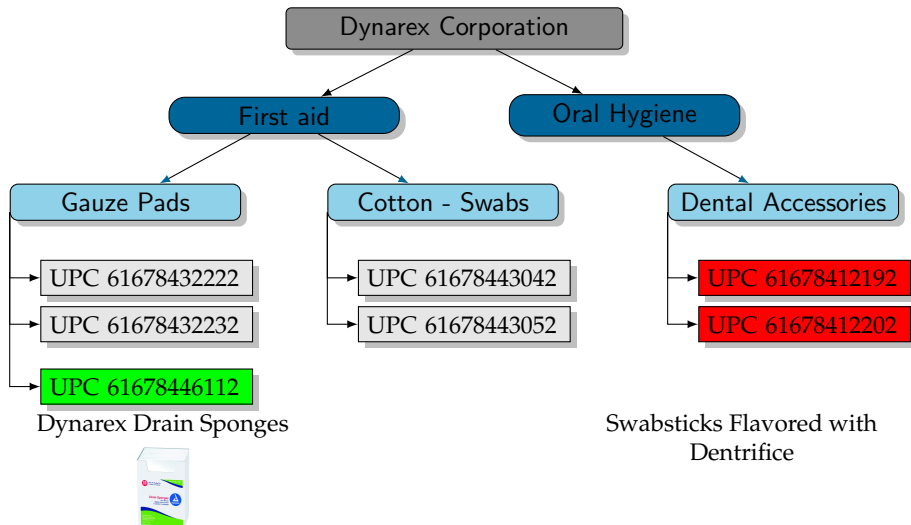 Dynarex Corporation
First aid
Oral Hygiene
Gauze Pads
Cotton - Swabs
Dental Accessories
UPC 61678432222
UPC 61678443042
UPC 61678412192
UPC 61678432232
UPC 61678443052
UPC 61678412202
UPC 61678446112
Dynarex Drain Sponges
Swabsticks Flavored with
Dentrifice